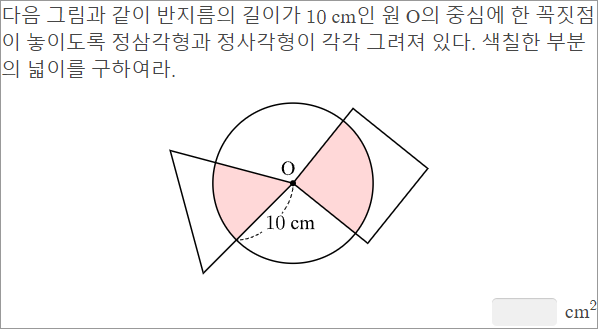 다음 그림과 같이 반지름의 길이가 10 cm인 원 O의 중심에 한 꼭짓점
이 놓이도록 정삼각형과 정사각형이 각각 그려져 있다. 색칠한 부분
의 넓이를 구하여라.
O
10 cm
cm²